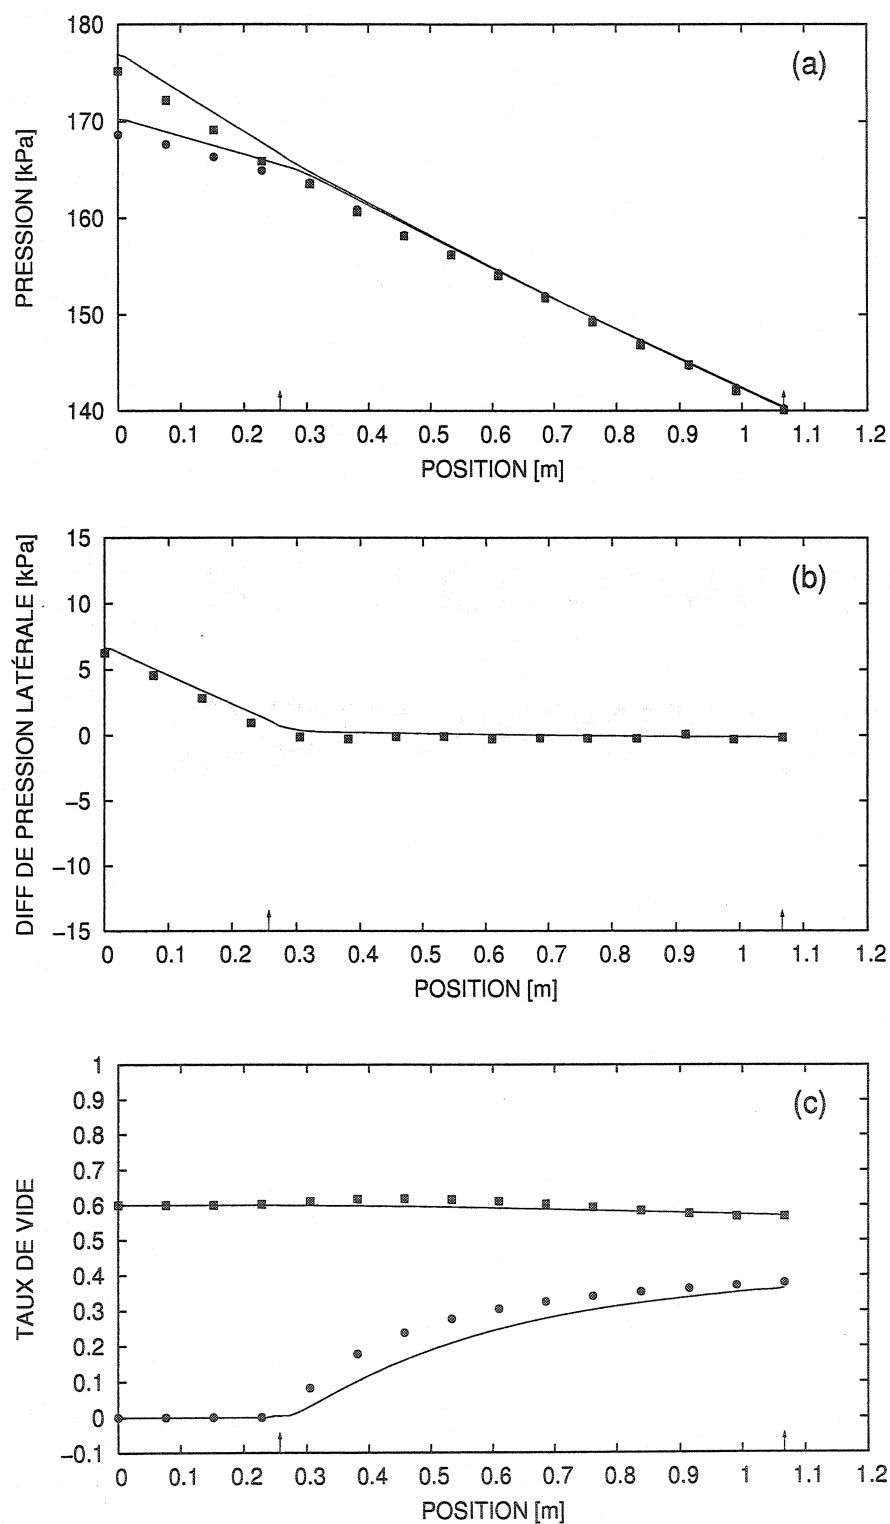 (a)
PRESSION [kPa]
180
170
160
150
140
0 0.1 0.2 0.3 0.4 0.5 0.6 0.7 0.8 0.9 1 1.1 1.2
POSITION [m]
(b)
DIFF DE PRESSION LATÉRALE [kPa]
15
10
5
0
−5
−10
−15
0 0.1 0.2 0.3 0.4 0.5 0.6 0.7 0.8 0.9 1 1.1 1.2
POSITION [m]
(c)
TAUX DE VIDE
1
0.9
0.8
0.7
0.6
0.5
0.4
0.3
0.2
0.1
0
−0.1
0 0.1 0.2 0.3 0.4 0.5 0.6 0.7 0.8 0.9 1 1.1 1.2
POSITION [m]